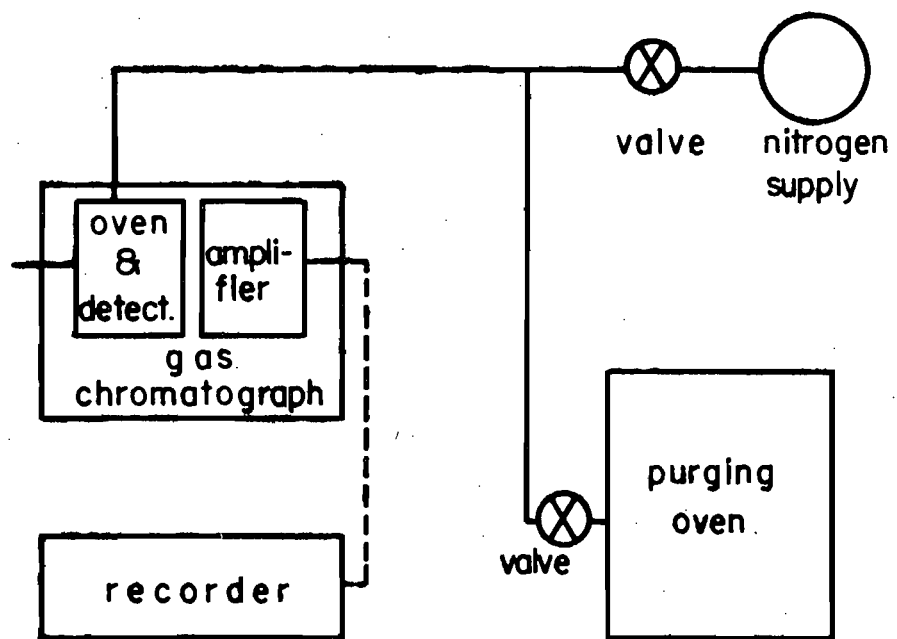 valve
nitrogen
supply
oven
&
detect.
ampli-
fier
gas
chromatograph
purging
oven
valve
recorder